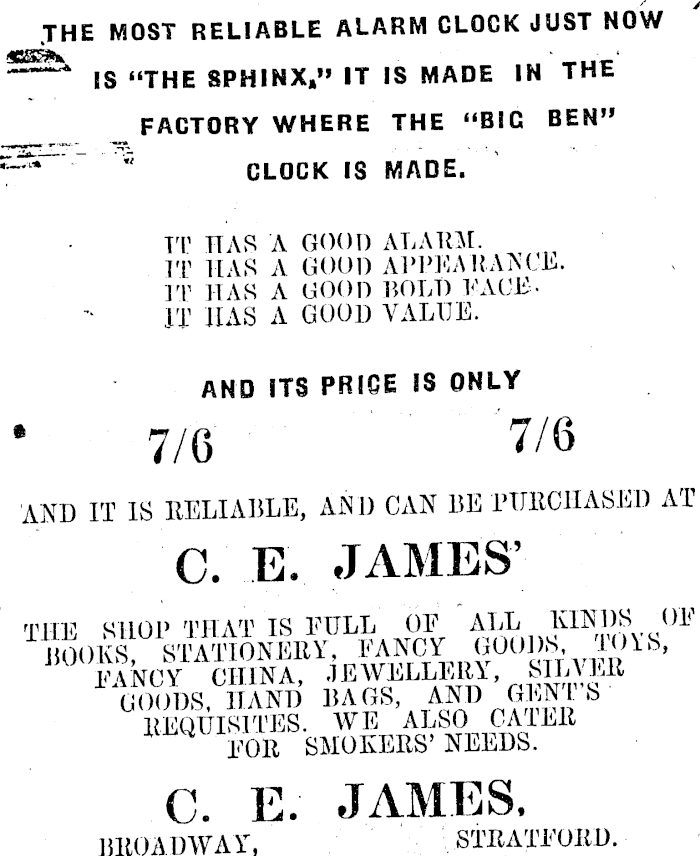 THE MOST RELIABLE ALARM CLOCK JUST NOW
IS "THE SPHINX," IT IS MADE IN THE
FACTORY WHERE THE "BIG BEN"
CLOCK IS MADE.
IT HAS A GOOD ALARM.
IT HAS A GOOD APPEARANCE.
IT HAS A GOOD BOLD FACE.
IT HAS A GOOD VALUE.
AND ITS PRICE IS ONLY
7/6 7/6
AND IT IS RELIABLE, AND CAN BE PURCHASED AT
C. E. JAMES'
THE SHOP THAT IS FULL OF ALL KINDS OF
BOOKS, STATIONERY, FANCY GOODS, TOYS,
FANCY CHINA, JEWELLERY, SILVER
GOODS, HAND BAGS, AND GENT'S
REQUISITES. WE ALSO CATER
FOR SMOKERS' NEEDS.
C. E. JAMES,
BROADWAY, STRATFORD.